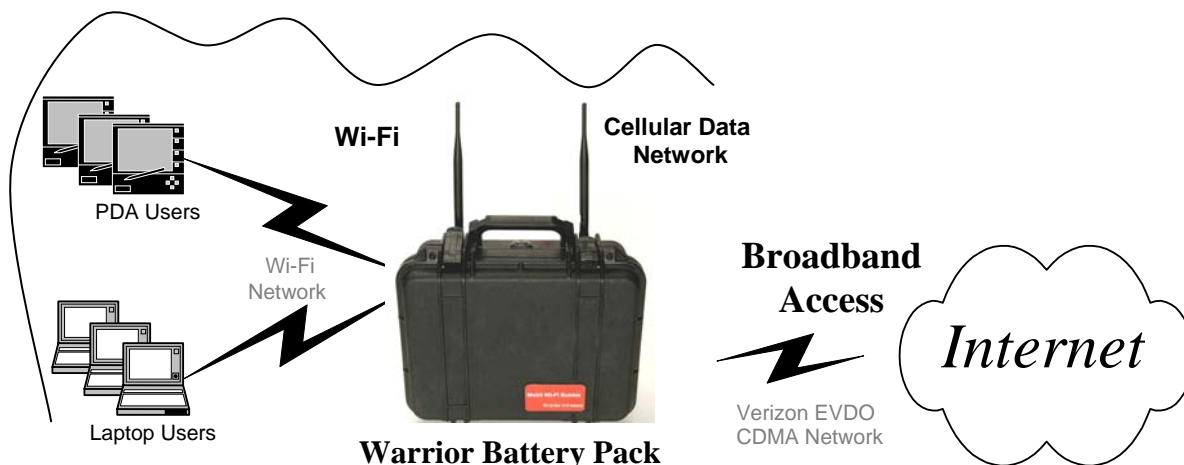 Wi-Fi
Cellular Data
Network
PDA Users
Wi-Fi
Network
Broadband
Access
Internet
Laptop Users
Verizon EVDO
CDMA Network
Warrior Battery Pack